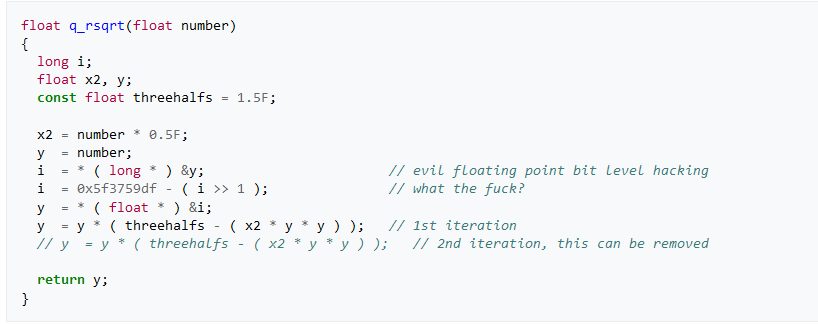 float q_rsqrt(float number)
{
  long i;
  float x2, y;
  const float threehalfs = 1.5F;

  x2 = number * 0.5F;
  y  = number;
  i  = * ( long * ) &y;                       // evil floating point bit level hacking
  i  = 0x5f3759df - ( i >> 1 );               // what the fuck?
  y  = * ( float * ) &i;
  y  = y * ( threehalfs - ( x2 * y * y ) );   // 1st iteration
// y  = y * ( threehalfs - ( x2 * y * y ) );   // 2nd iteration, this can be removed

  return y;
}